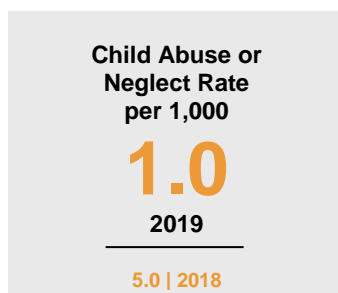 Child Abuse or
Neglect Rate
per 1,000
1.0
2019
5.0 | 2018